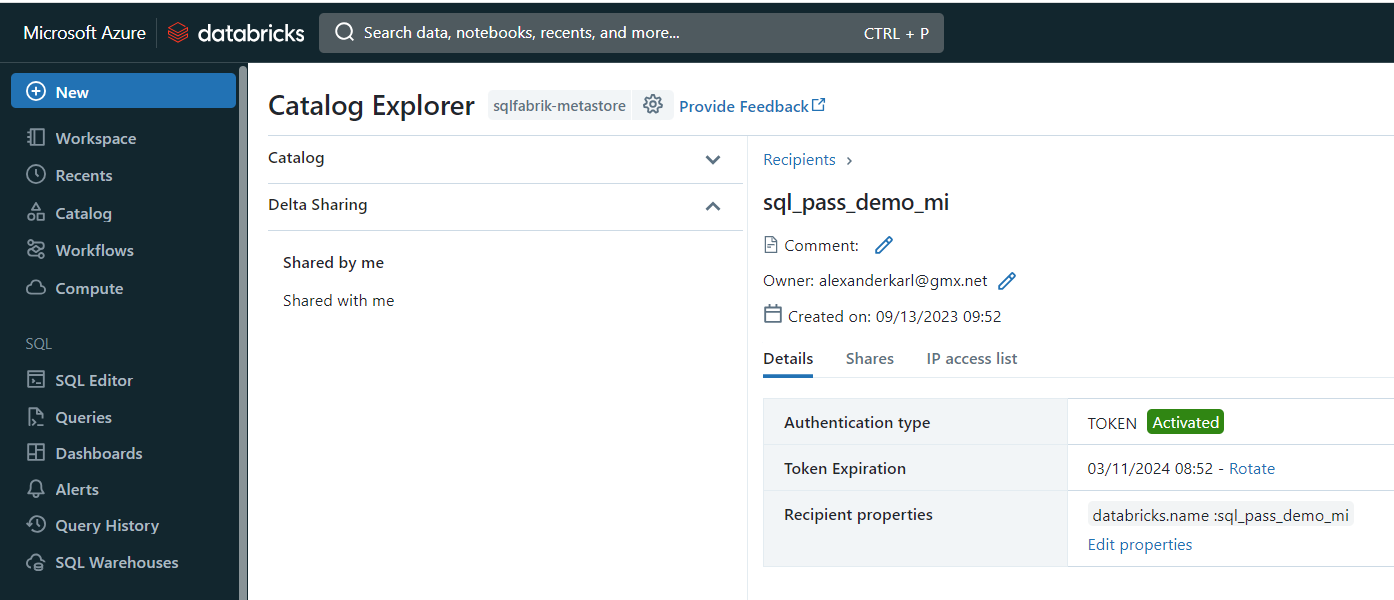 Microsoft Azure databricks Search data, notebooks, recents, and more... CTRL + P
New
Workspace
Recents
Catalog
Workflows
Compute
SQL
SQL Editor
Queries
Dashboards
Alerts
Query History
SQL Warehouses
Catalog Explorer sqlfabrik-metastore Provide Feedback
Catalog
Delta Sharing
Shared by me
Shared with me
Recipients >
sql_pass_demo_mi
Comment:
Owner: alexanderkarl@gmx.net
Created on: 09/13/2023 09:52
Details Shares IP access list
Authentication type TOKEN Activated
Token Expiration 03/11/2024 08:52 - Rotate
Recipient properties databricks.name :sql_pass_demo_mi
Edit properties